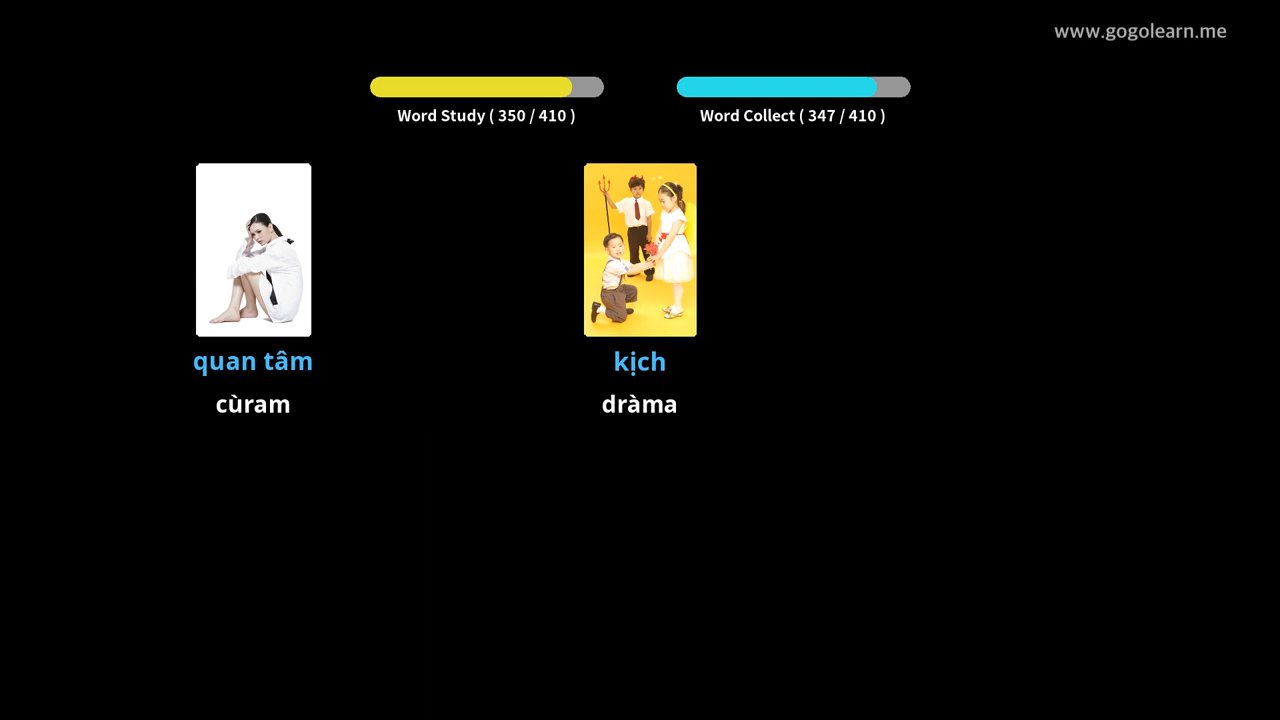 www.gogolearn.me
Word Study ( 350 / 410 )
Word Collect ( 347 / 410 )
quan tâm
kịch
cùram
dràma